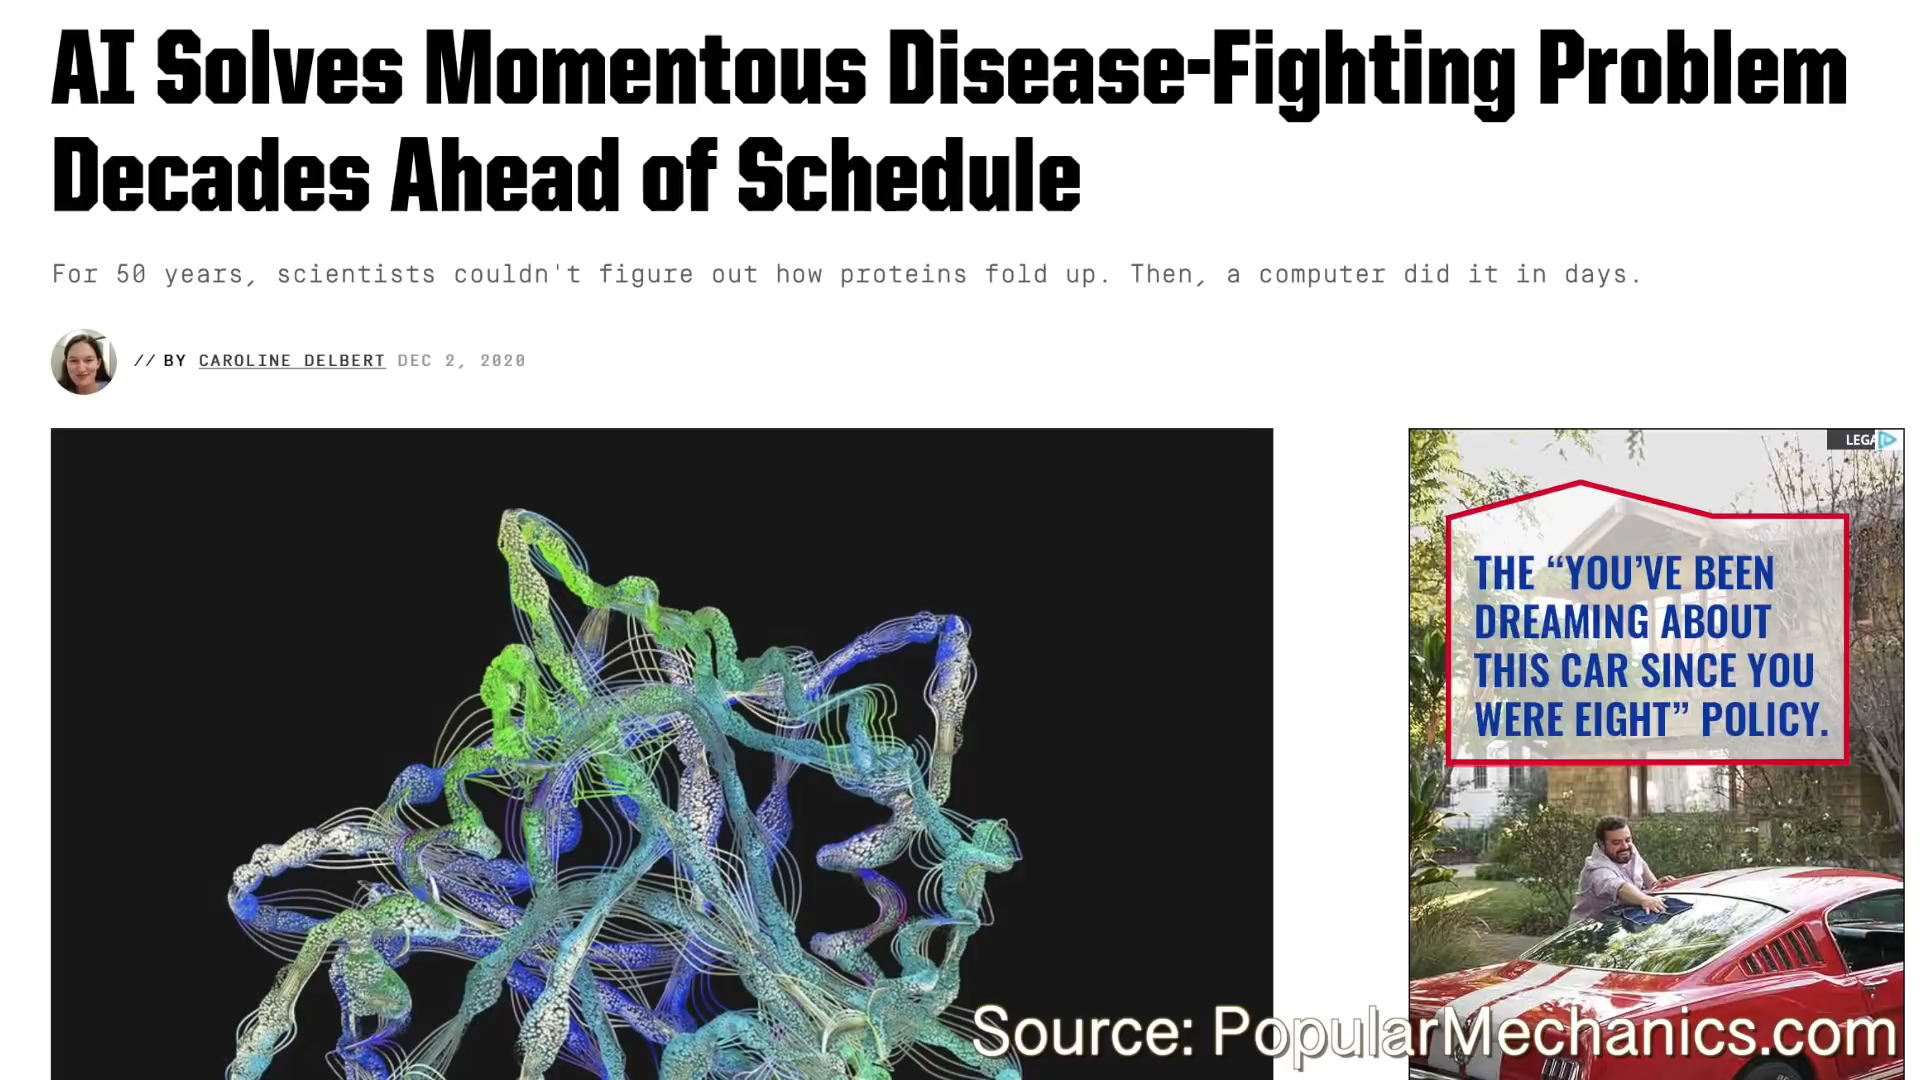 AI Solves Momentous Disease-Fighting Problem
Decades Ahead of Schedule
For 50 years, scientists couldn't figure out how proteins fold up. Then, a computer did it in days.
// BY CAROLINE DELBERT DEC 2, 2020
LEGA
THE “YOU’VE BEEN
DREAMING ABOUT
THIS CAR SINCE YOU
WERE EIGHT” POLICY.
Source: PopularMechanics.com